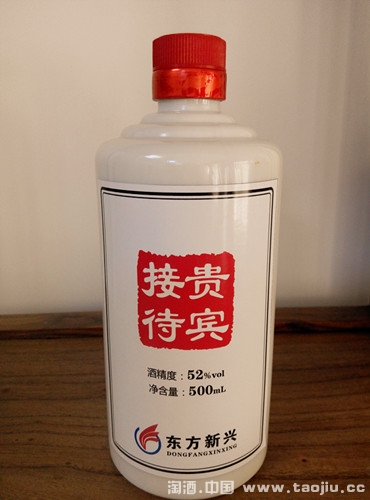 接贵
待宾
酒精度：52%vol
净含量：500mL
东方新兴
DONGFANGXINXING
淘酒.中国 www.taojiu.cc